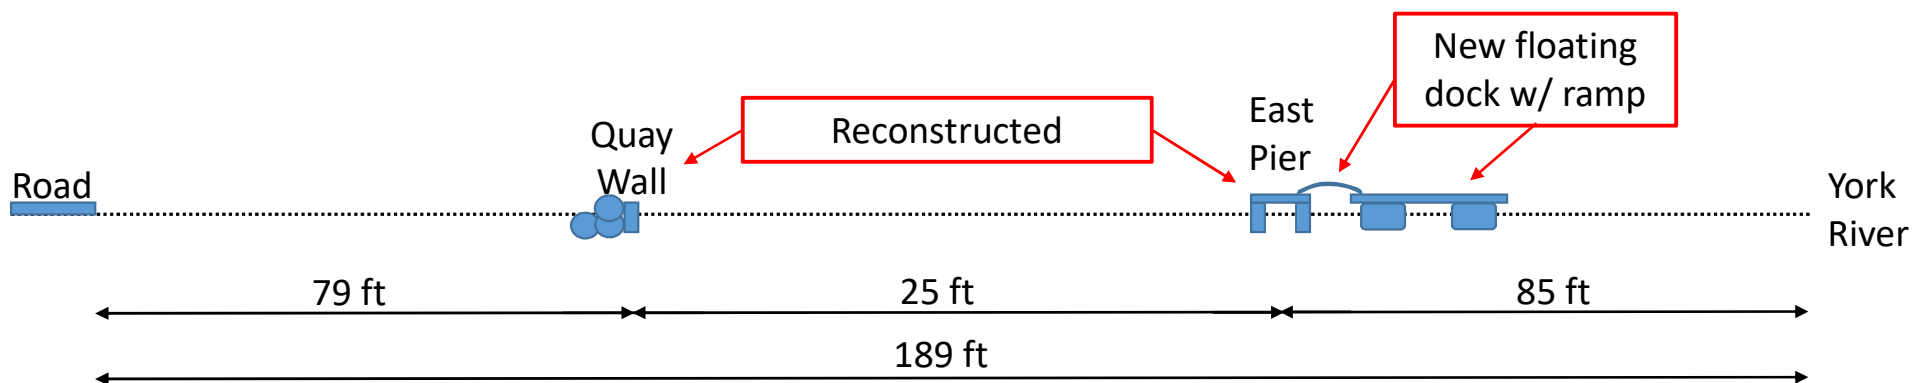 Road
Quay
Wall
Reconstructed
East
Pier
New floating
dock w/ ramp
York
River
79 ft
25 ft
85 ft
189 ft